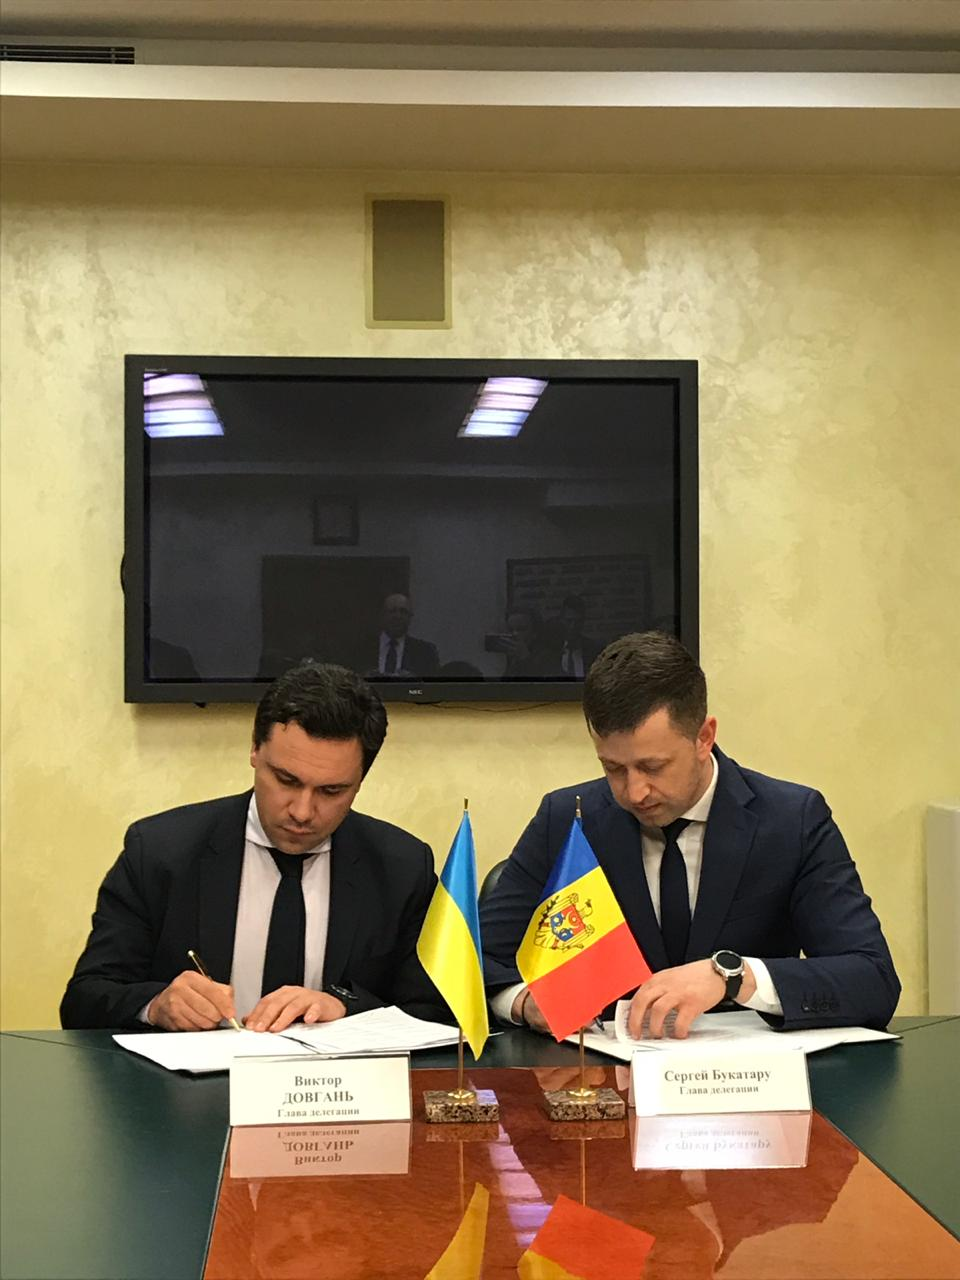 NEC
Виктор
ДОВГАНЬ
Глава делегации
Сергей Букатару
Глава делегации